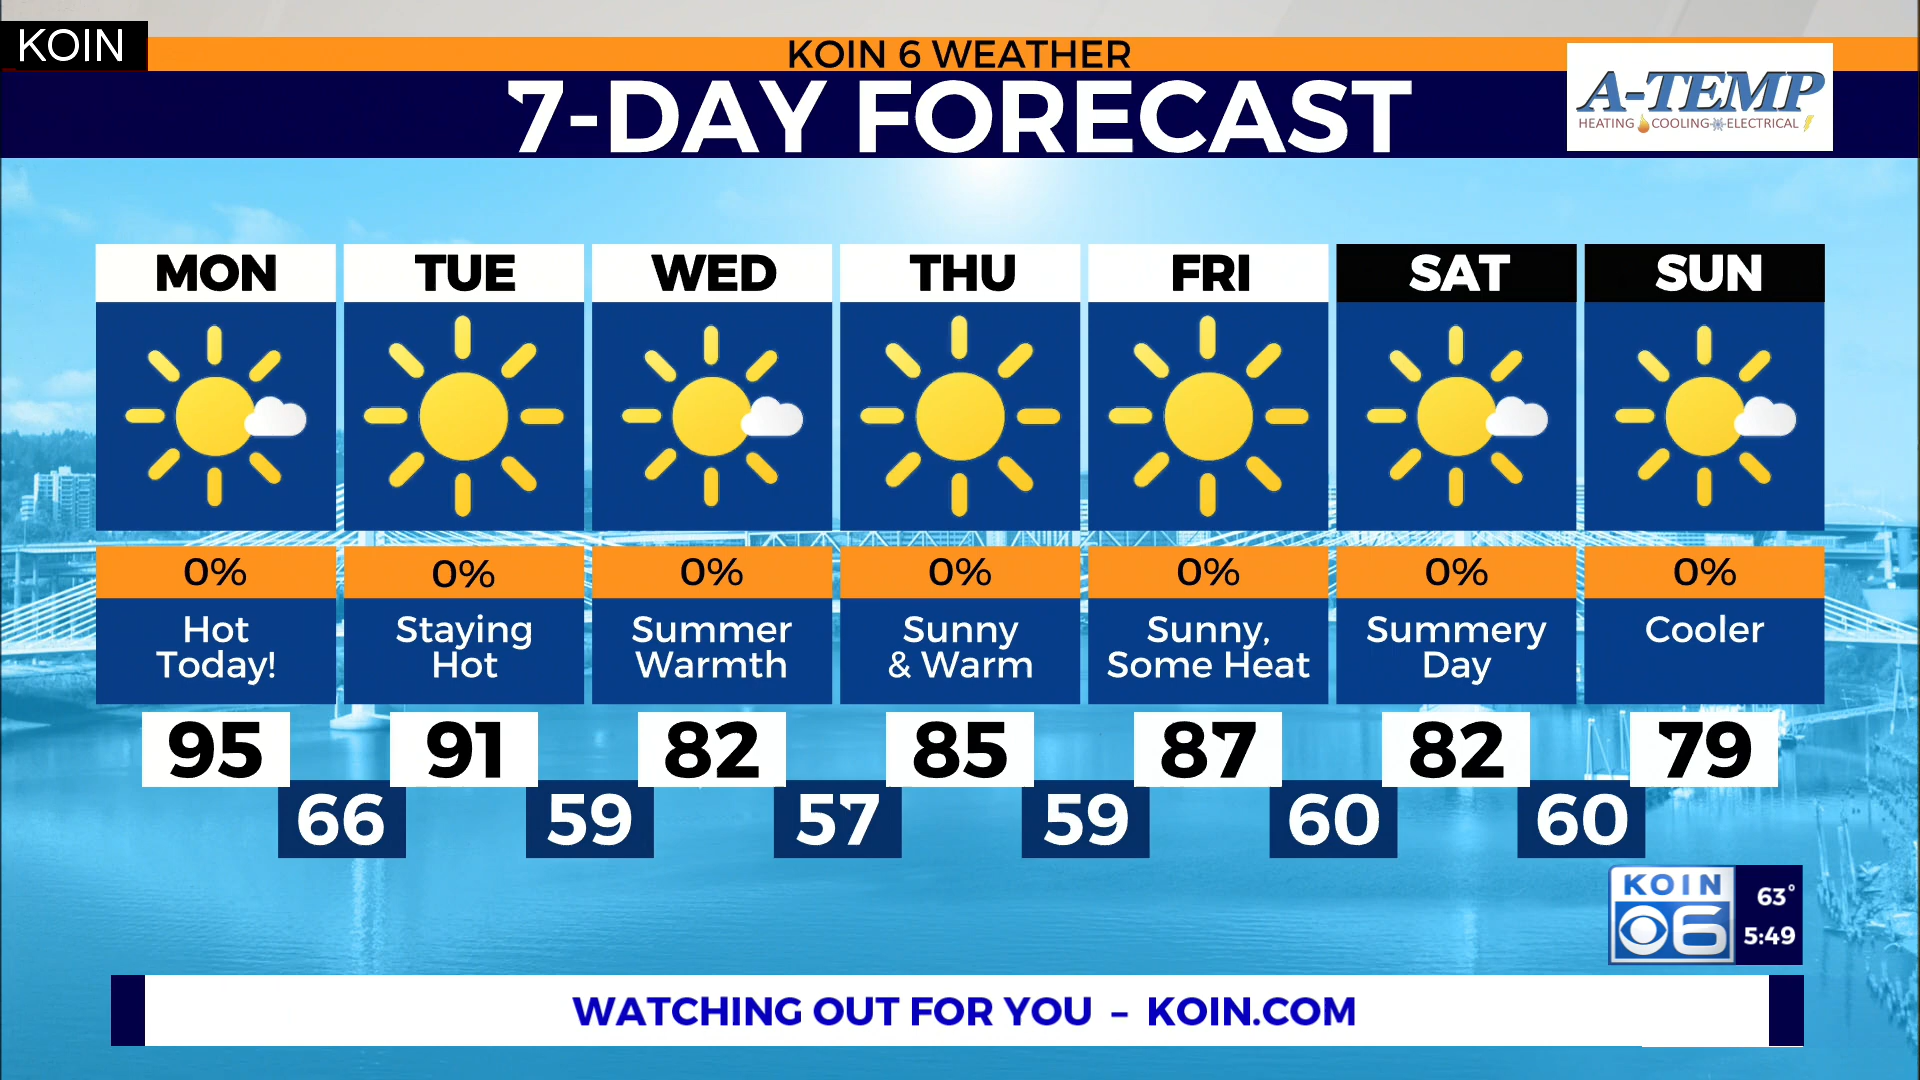 KOIN
KOIN 6 WEATHER
7-DAY FORECAST
A-TEMP
HEATING COOLING ELECTRICAL
MON TUE WED THU FRI SAT SUN
0% 0% 0% 0% 0% 0% 0%
Hot Staying Summer Sunny Sunny, Summery Cooler
Today! Hot Warmth & Warm Some Heat Day
95 91 82 85 87 82 79
66 59 57 59 60 60
KOIN
6
63°
5:49
WATCHING OUT FOR YOU – KOIN.COM